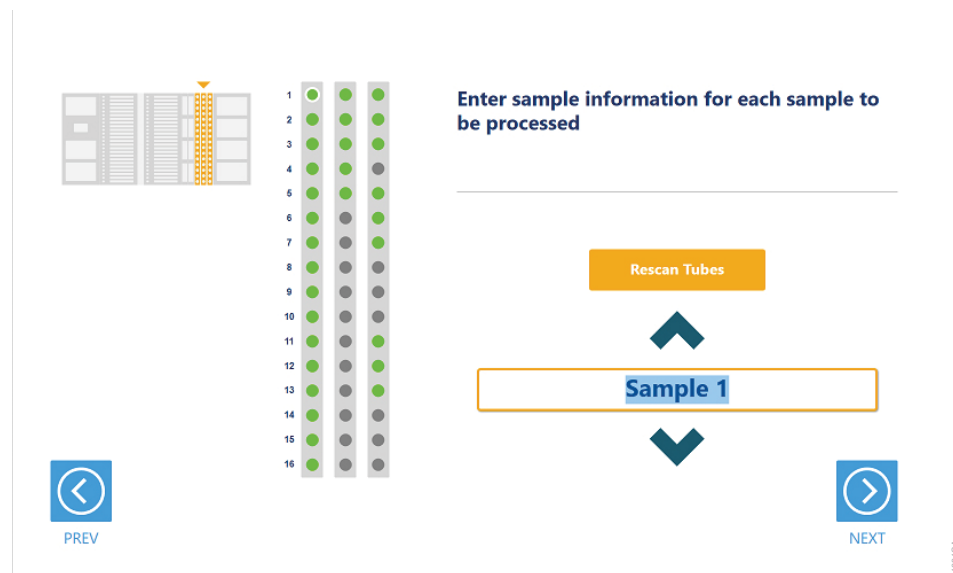 Enter sample information for each sample to
be processed
1
2
3
4
5
6
7
8
9
10
11
12
13
14
15
16
Rescan Tubes
Sample 1
PREV
NEXT